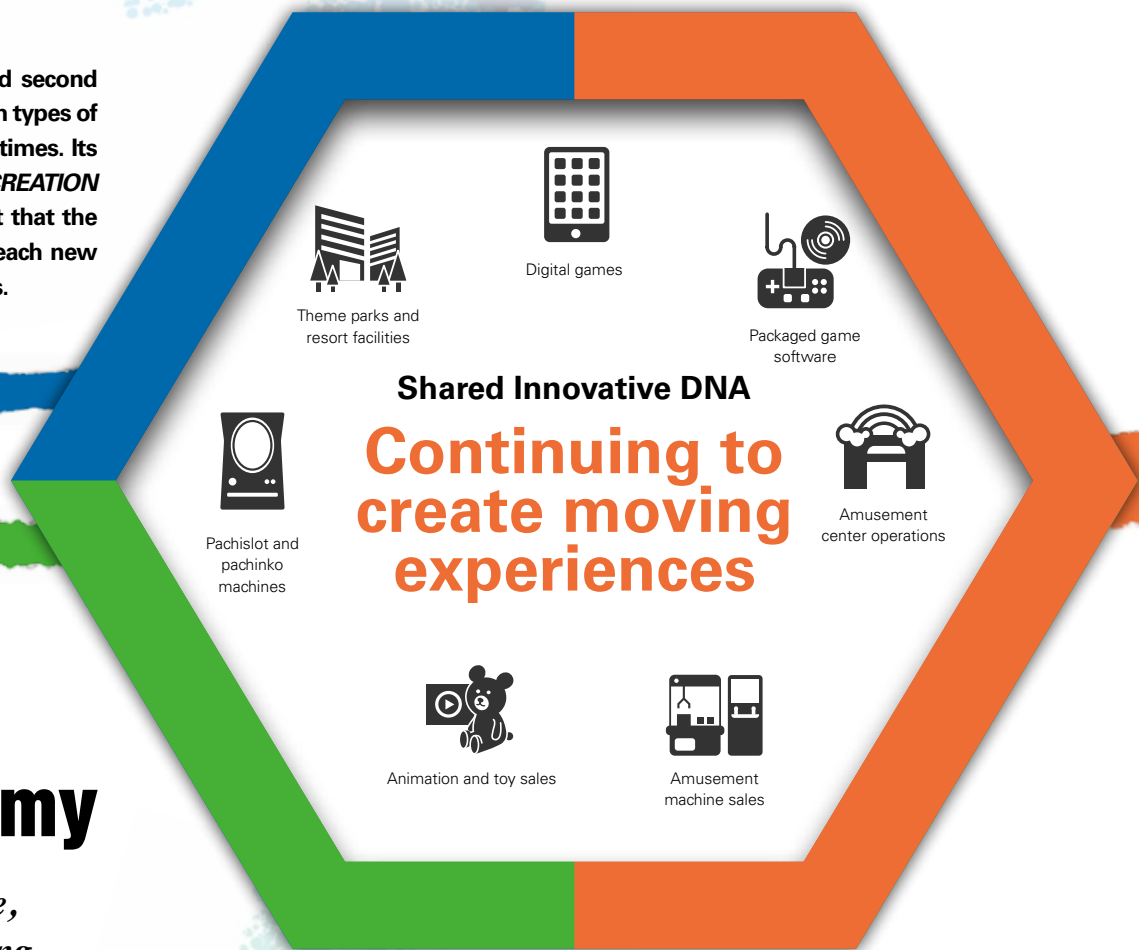 d second
types of
times. Its
CREATION
that the
each new
Digital games
Theme parks and
resort facilities
Packaged game
software
Shared Innovative DNA
Continuing to
create moving
experiences
Pachislot and
pachinko
machines
Amusement
center operations
Animation and toy sales
Amusement
machine sales
my